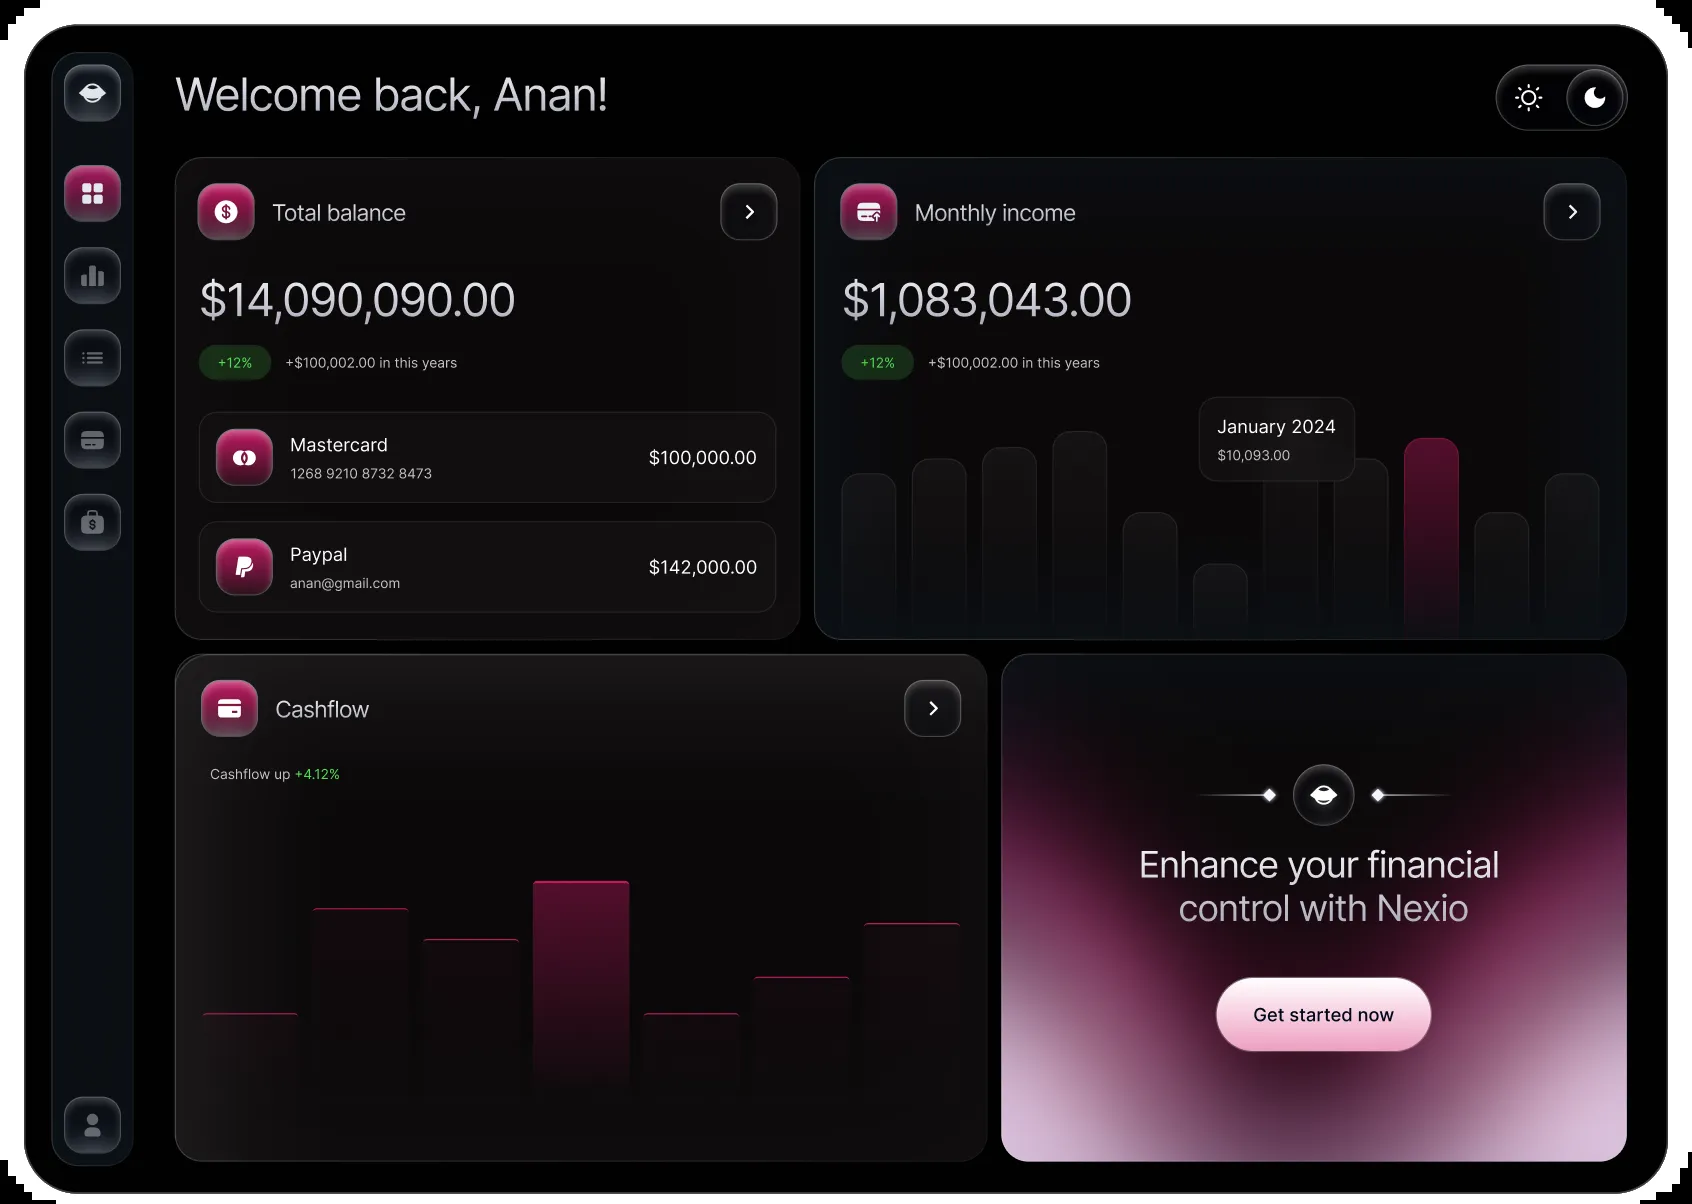 Welcome back, Anan!
Total balance
$14,090,090.00
+12% +$100,002.00 in this years
Mastercard
1268 9210 8732 8473
$100,000.00
Paypal
anan@gmail.com
$142,000.00
Monthly income
$1,083,043.00
+12% +$100,002.00 in this years
January 2024
$10,093.00
Cashflow
Cashflow up +4.12%
Enhance your financial
control with Nexio
Get started now